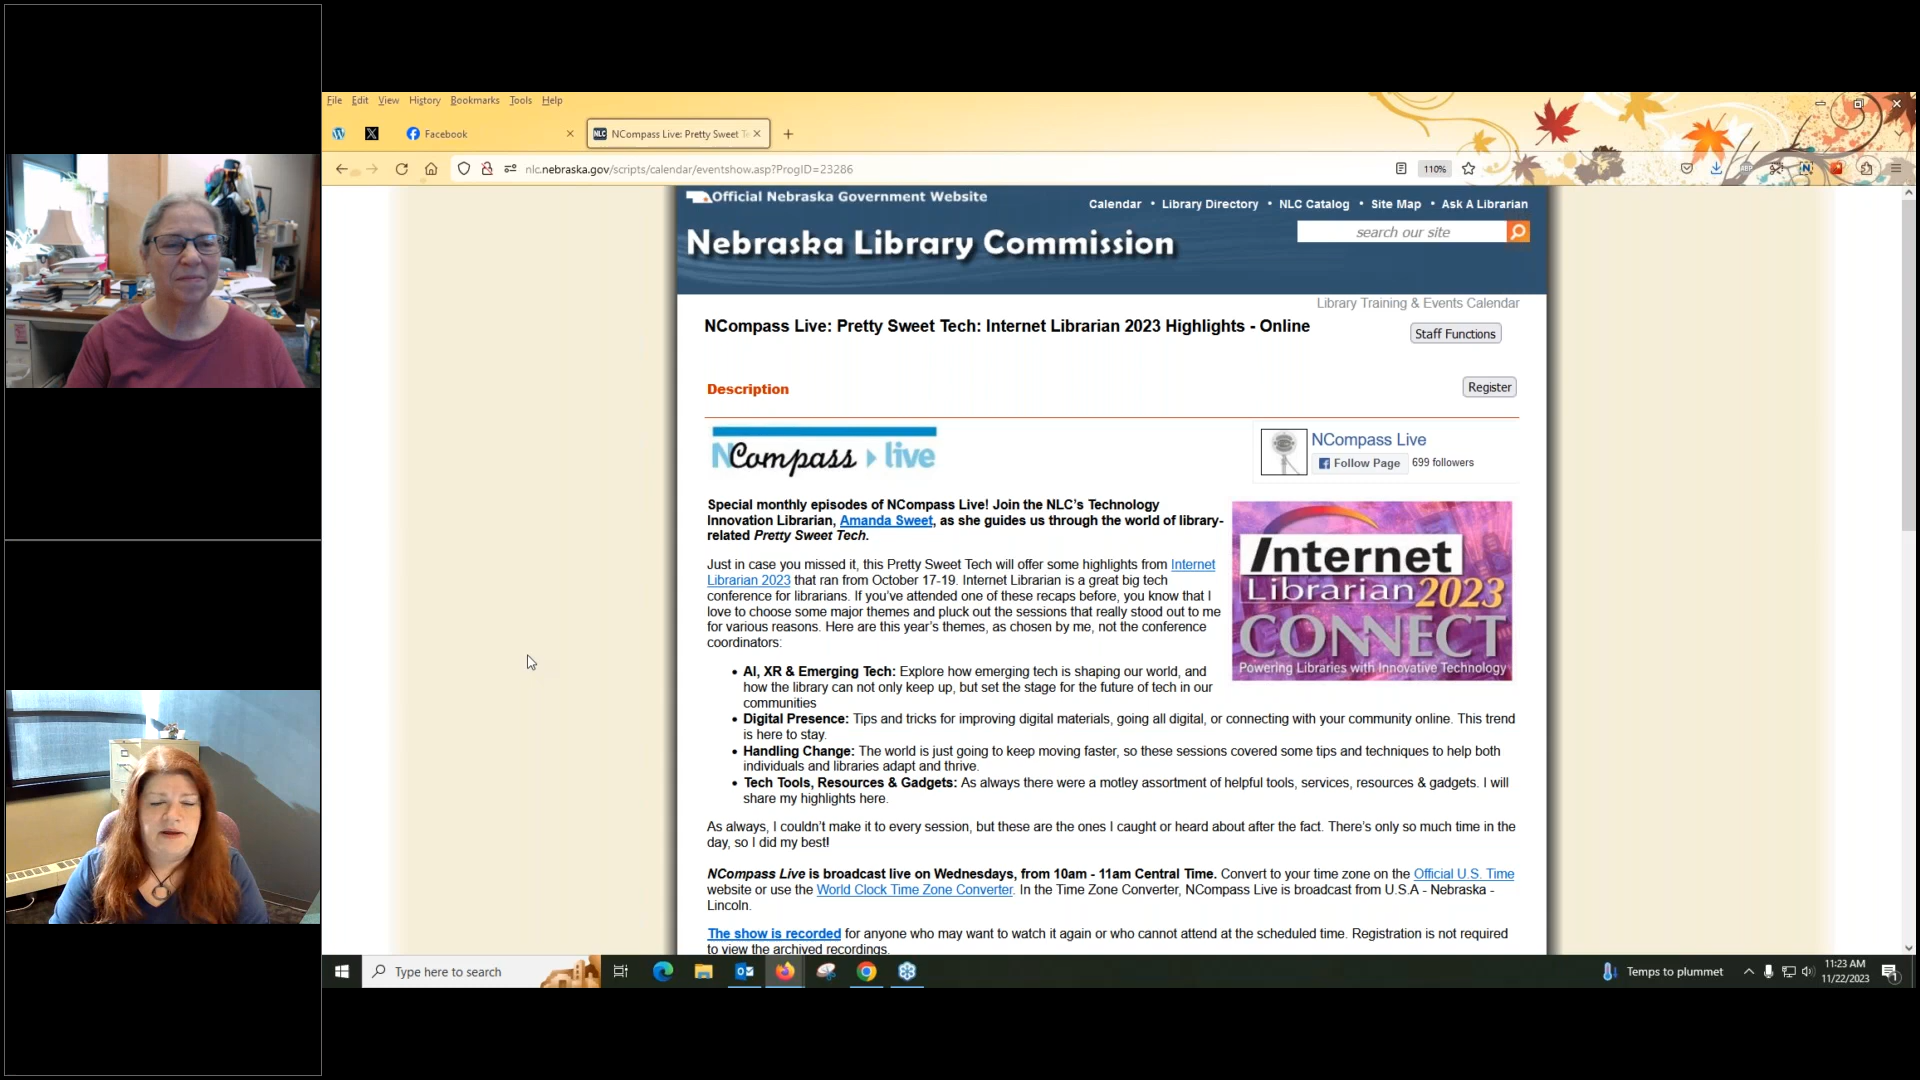 File Edit View History Bookmarks Tools Help
Facebook
NLC NCompass Live: Pretty Sweet T
nlc.nebraska.gov/scripts/calendar/eventshow.asp?ProgID=23286
110%
Official Nebraska Government Website
Calendar • Library Directory • NLC Catalog • Site Map • Ask A Librarian
Nebraska Library Commission
search our site
Library Training & Events Calendar
NCompass Live: Pretty Sweet Tech: Internet Librarian 2023 Highlights - Online
Staff Functions
Description
Register
NCompass live
NCompass Live
Follow Page 699 followers
Special monthly episodes of NCompass Live! Join the NLC's Technology
Innovation Librarian, Amanda Sweet, as she guides us through the world of library-
related Pretty Sweet Tech.
Internet
Librarian 2023
CONNECT
Powering Libraries with Innovative Technology
Just in case you missed it, this Pretty Sweet Tech will offer some highlights from Internet
Librarian 2023 that ran from October 17-19. Internet Librarian is a great big tech
conference for librarians. If you've attended one of these recaps before, you know that I
love to choose some major themes and pluck out the sessions that really stood out to me
for various reasons. Here are this year's themes, as chosen by me, not the conference
coordinators:
• AI, XR & Emerging Tech: Explore how emerging tech is shaping our world, and
how the library can not only keep up, but set the stage for the future of tech in our
communities
• Digital Presence: Tips and tricks for improving digital materials, going all digital, or connecting with your community online. This trend
is here to stay.
• Handling Change: The world is just going to keep moving faster, so these sessions covered some tips and techniques to help both
individuals and libraries adapt and thrive.
• Tech Tools, Resources & Gadgets: As always there were a motley assortment of helpful tools, services, resources & gadgets. I will
share my highlights here.
As always, I couldn't make it to every session, but these are the ones I caught or heard about after the fact. There's only so much time in the
day, so I did my best!
NCompass Live is broadcast live on Wednesdays, from 10am - 11am Central Time. Convert to your time zone on the Official U.S. Time
website or use the World Clock Time Zone Converter. In the Time Zone Converter, NCompass Live is broadcast from U.S.A - Nebraska -
Lincoln.
The show is recorded for anyone who may want to watch it again or who cannot attend at the scheduled time. Registration is not required
to view the archived recordings.
Type here to search
Temps to plummet
11:23 AM
11/22/2023